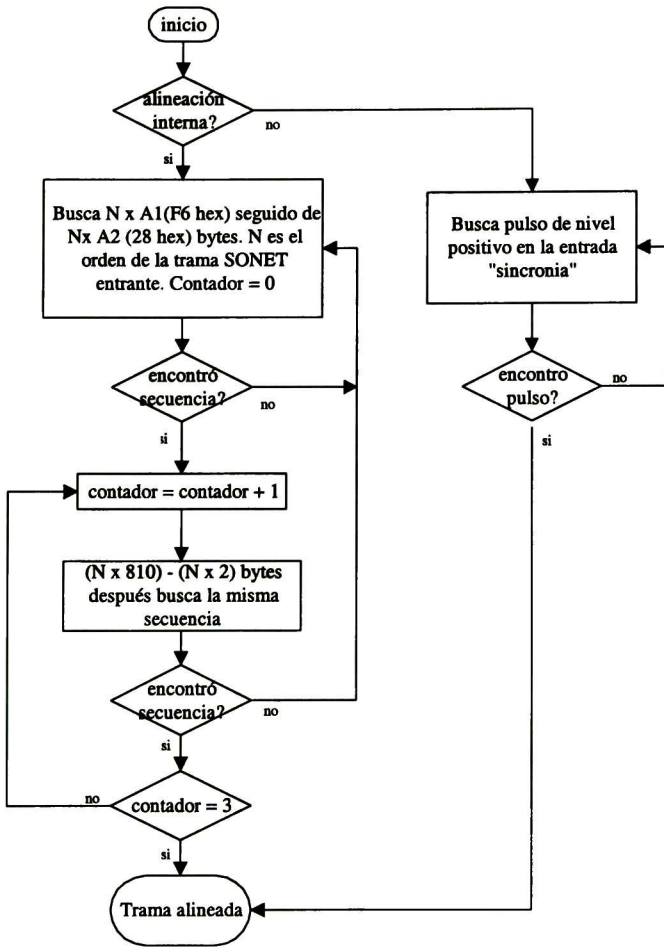 inicio
alineación
interna?
no
si
Busca N x A1(F6 hex) seguido de
Nx A2 (28 hex) bytes. N es el
orden de la trama SONET
entrante. Contador = 0
Busca pulso de nivel
positivo en la entrada
"sincronia"
encontró
secuencia?
no
si
encontro
pulso?
no
si
contador = contador + 1
(N x 810) - (N x 2) bytes
después busca la misma
secuencia
encontró
secuencia?
no
si
no
contador = 3
si
Trama alineada